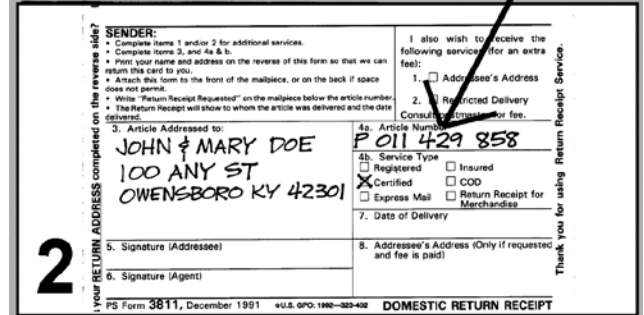 SENDER:
• Complete items 1 and/or 2 for additional services.
• Complete items 3, and 4a & b.
• Print your name and address on the reverse of this form so that we can
return this card to you.
• Attach this form to the front of the mailpiece, or on the back if space
does not permit.
• Write "Return Receipt Requested" on the mailpiece below the article number.
• The Return Receipt will show to whom the article was delivered and the date
delivered.
I also wish to receive the
following services (for an extra
fee):
1. Addressee's Address
2. Restricted Delivery
Consult postmaster for fee.
3. Article Addressed to:
JOHN & MARY DOE
100 ANY ST
OWENSBORO KY 42301
4a. Article Number
P 011 429 858
4b. Service Type
Registered Insured
Certified COD
Express Mail Return Receipt for
Merchandise
7. Date of Delivery
5. Signature (Addressee)
8. Addressee's Address (Only if requested
and fee is paid)
6. Signature (Agent)
PS Form 3811, December 1991 ☆U.S. GPO: 1992—323-402 DOMESTIC RETURN RECEIPT
your RETURN ADDRESS completed on the reverse side?
Thank you for using Return Receipt Service.
2